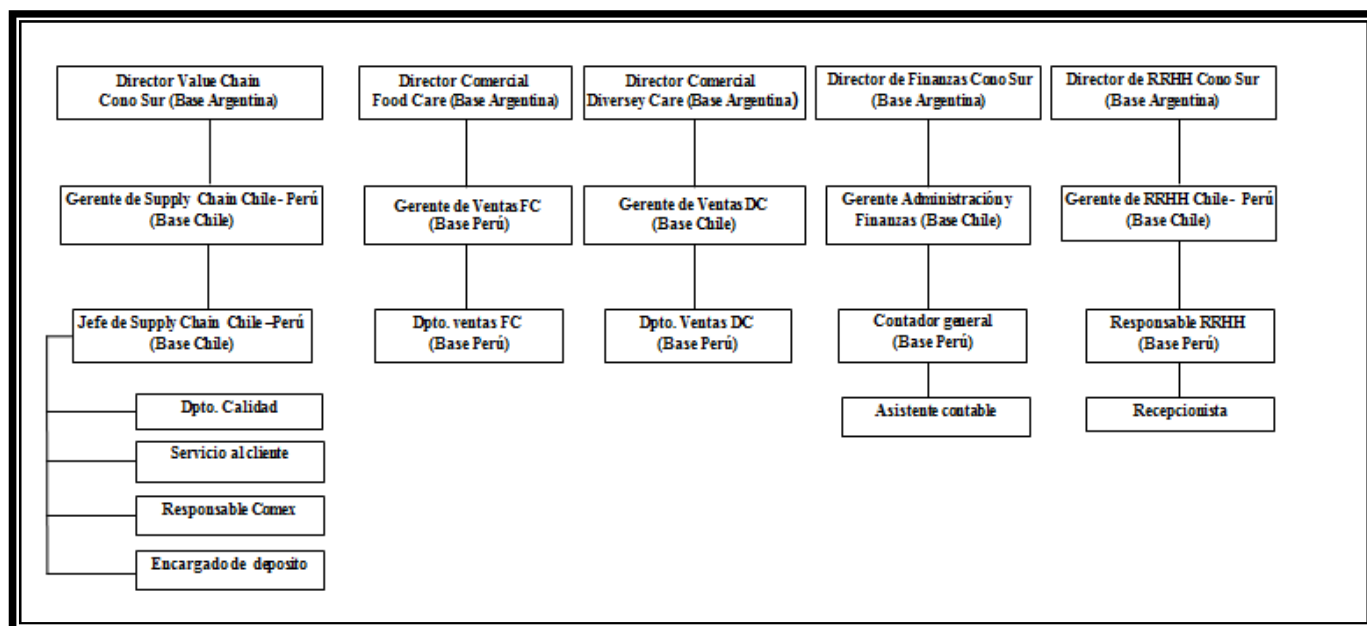 Director Value Chain
Cono Sur (Base Argentina)
Director Comercial
Food Care (Base Argentina)
Director Comercial
Diversey Care (Base Argentina)
Director de Finanzas Cono Sur
(Base Argentina)
Director de RRHH Cono Sur
(Base Argentina)
Gerente de Supply Chain Chile- Perú
(Base Chile)
Gerente de Ventas FC
(Base Perú)
Gerente de Ventas DC
(Base Chile)
Gerente Administración y
Finanzas (Base Chile)
Gerente de RRHH Chile- Perú
(Base Chile)
Jefe de Supply Chain Chile –Perú
(Base Chile)
Dpto. ventas FC
(Base Perú)
Dpto. Ventas DC
(Base Perú)
Contador general
(Base Perú)
Responsable RRHH
(Base Perú)
Dpto. Calidad
Asistente contable
Recepcionista
Servicio al cliente
Responsable Comex
Encargado de deposito